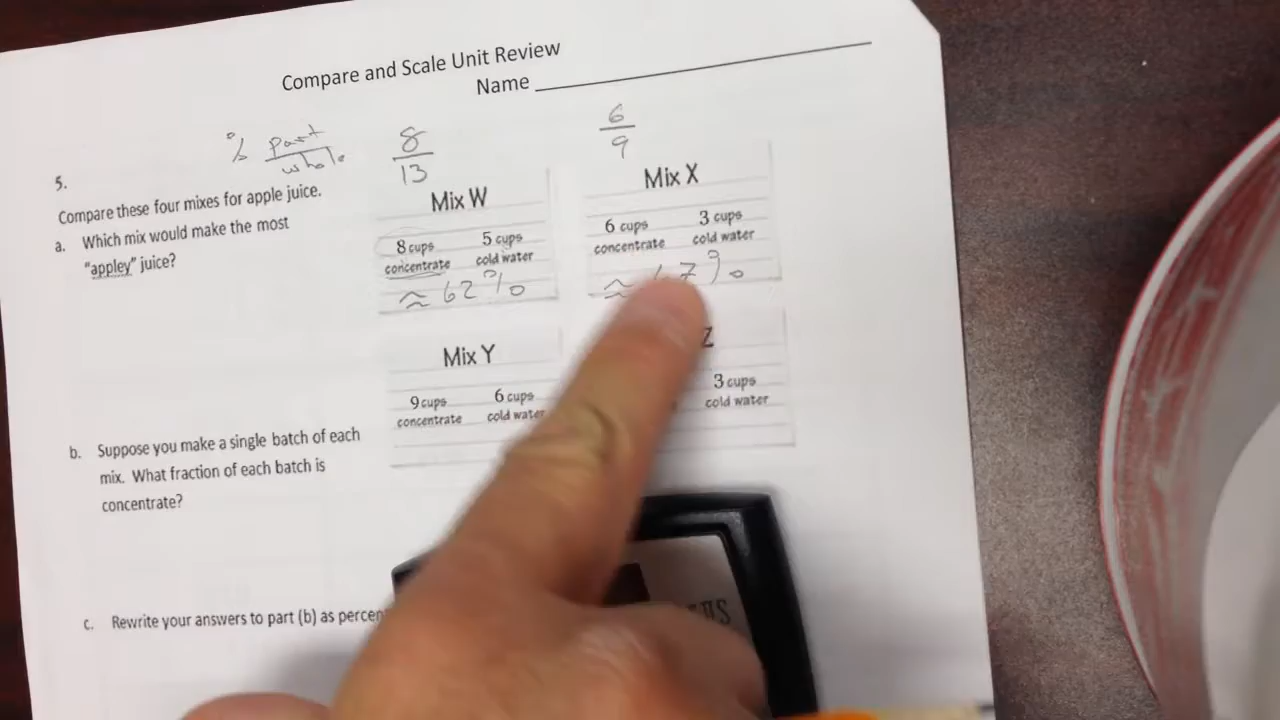 Compare and Scale Unit Review
Name
% part
whole
8
13
6
9
5.
Compare these four mixes for apple juice.
a. Which mix would make the most
"appley" juice?
Mix W
8 cups 5 cups
concentrate cold water
≈ 62%
Mix X
6 cups 3 cups
concentrate cold water
≈ 7%
Mix Y
9 cups 6 cups
concentrate cold water
Z
3 cups
cold water
b. Suppose you make a single batch of each
mix. What fraction of each batch is
concentrate?
c. Rewrite your answers to part (b) as percen